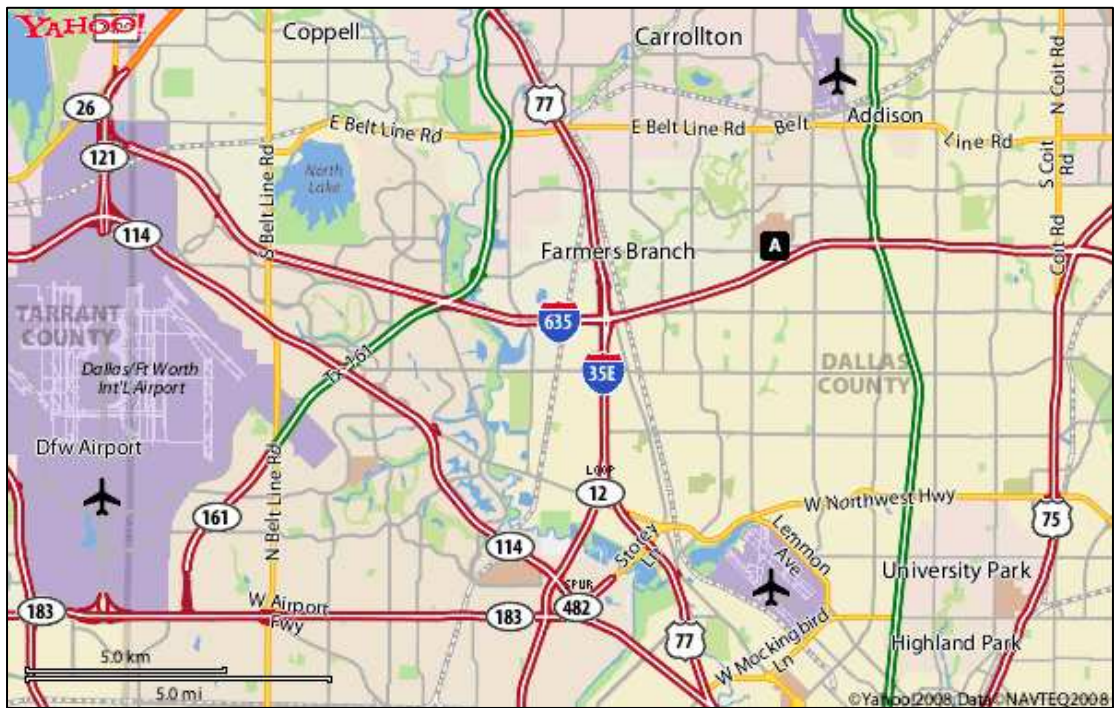 YAHOO!
Coppell
Carrollton
26
77
N Coit Rd
E Belt Line Rd
E Belt Line Rd
Belt
Addison
Line Rd
121
S Belt Line Rd
North
Lake
S Coit
Rd
114
Farmers Branch
A
Coit Rd
TARRANT
COUNTY
635
Dallas/Ft Worth
Int'L Airport
Tx-161
35E
DALLAS
COUNTY
Dfw Airport
N Belt Line Rd
LOOP
12
W Northwest Hwy
161
75
114
Storey
Ln
Lemmon
Ave
University Park
SPUR
482
183
W Airport
Fwy
183
77
W Mockingbird
Ln
Highland Park
5.0 km
5.0 mi
©Yahoo!2008,Data©NAVTEQ2008